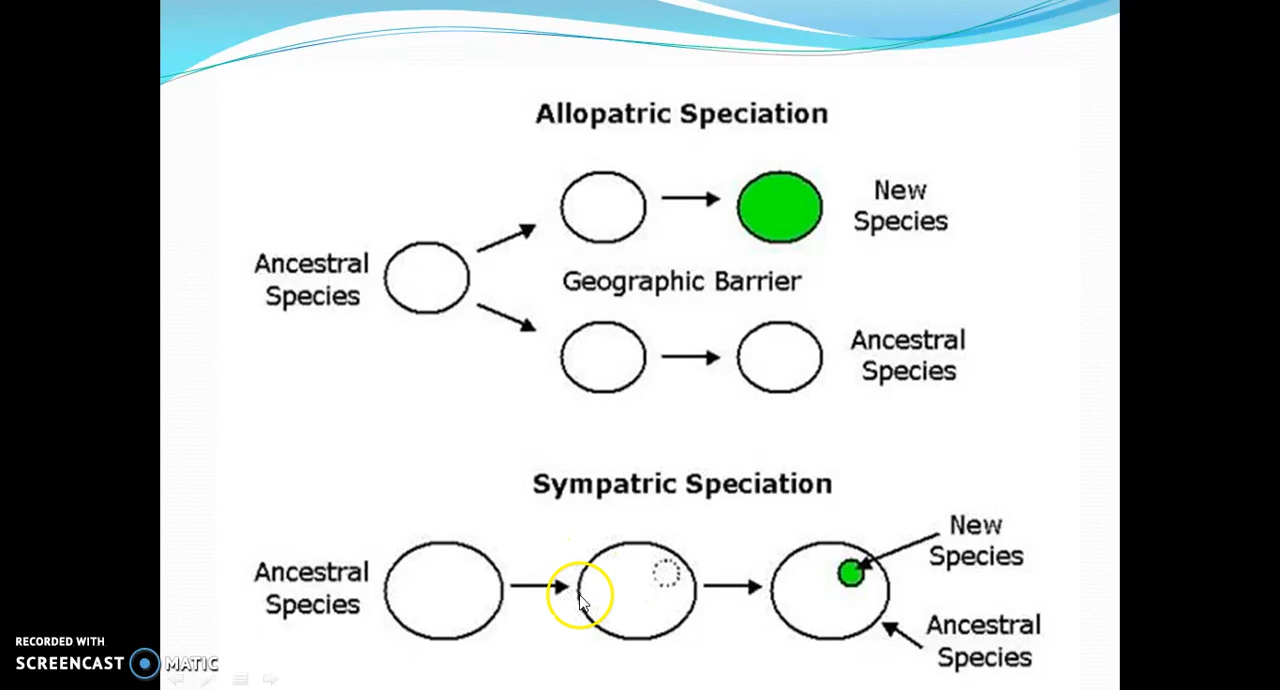 Allopatric Speciation
New
Species
Ancestral
Species
Geographic Barrier
Ancestral
Species
Sympatric Speciation
New
Species
Ancestral
Species
Ancestral
Species
RECORDED WITH
SCREENCAST MATIC